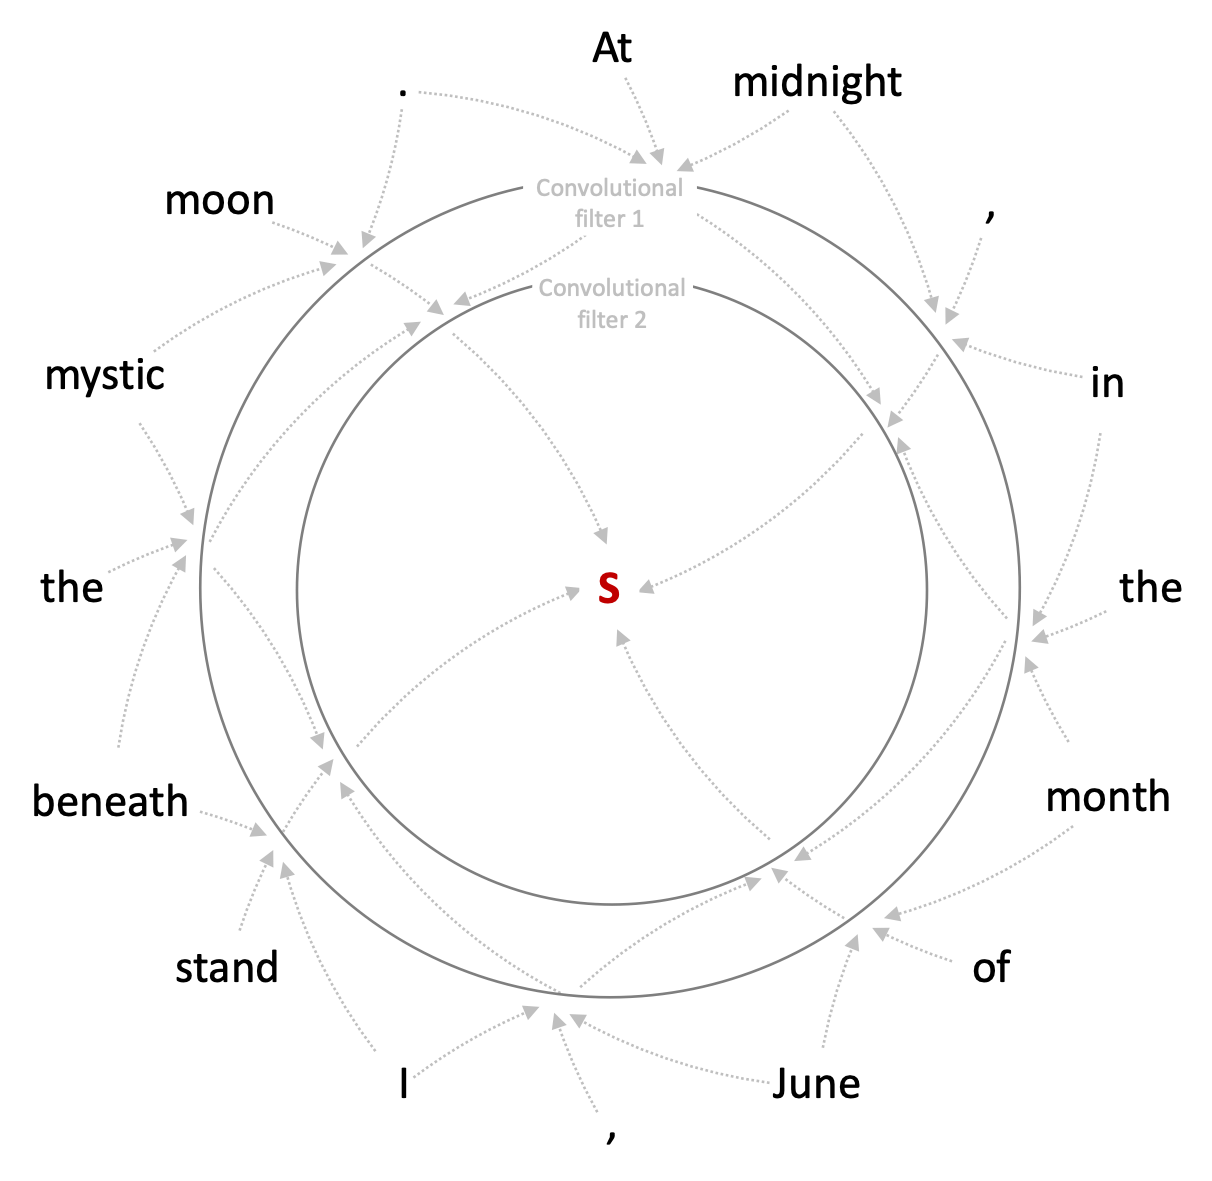 At
midnight
,
in
the
month
of
June
,
I
stand
beneath
the
mystic
moon
.
Convolutional
filter 1
Convolutional
filter 2
S